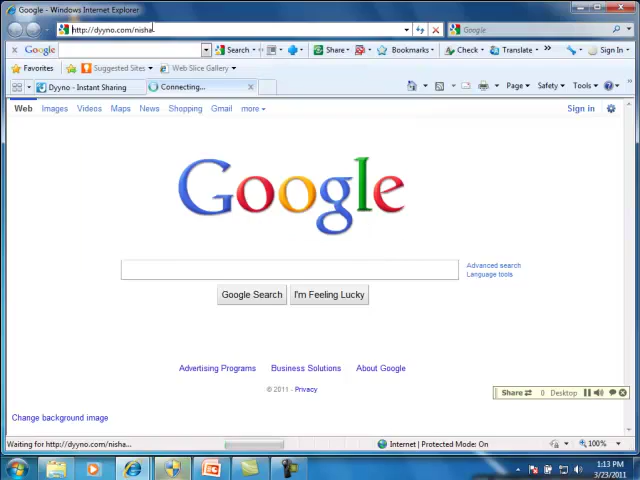 Google - Windows Internet Explorer
http://dyyno.com/nisha
Google
Google
Search
Share
Bookmarks
Check
Translate
Sign In
Favorites
Suggested Sites
Web Slice Gallery
Dyyno - Instant Sharing
Connecting...
Page
Safety
Tools
Web Images Videos Maps News Shopping Gmail more
Sign in
Google
Advanced search
Language tools
Google Search
I'm Feeling Lucky
Advertising Programs Business Solutions About Google
Share 0 Desktop
© 2011 - Privacy
Change background image
Waiting for http://dyyno.com/nisha...
Internet | Protected Mode: On
100%
1:13 PM
3/23/2011